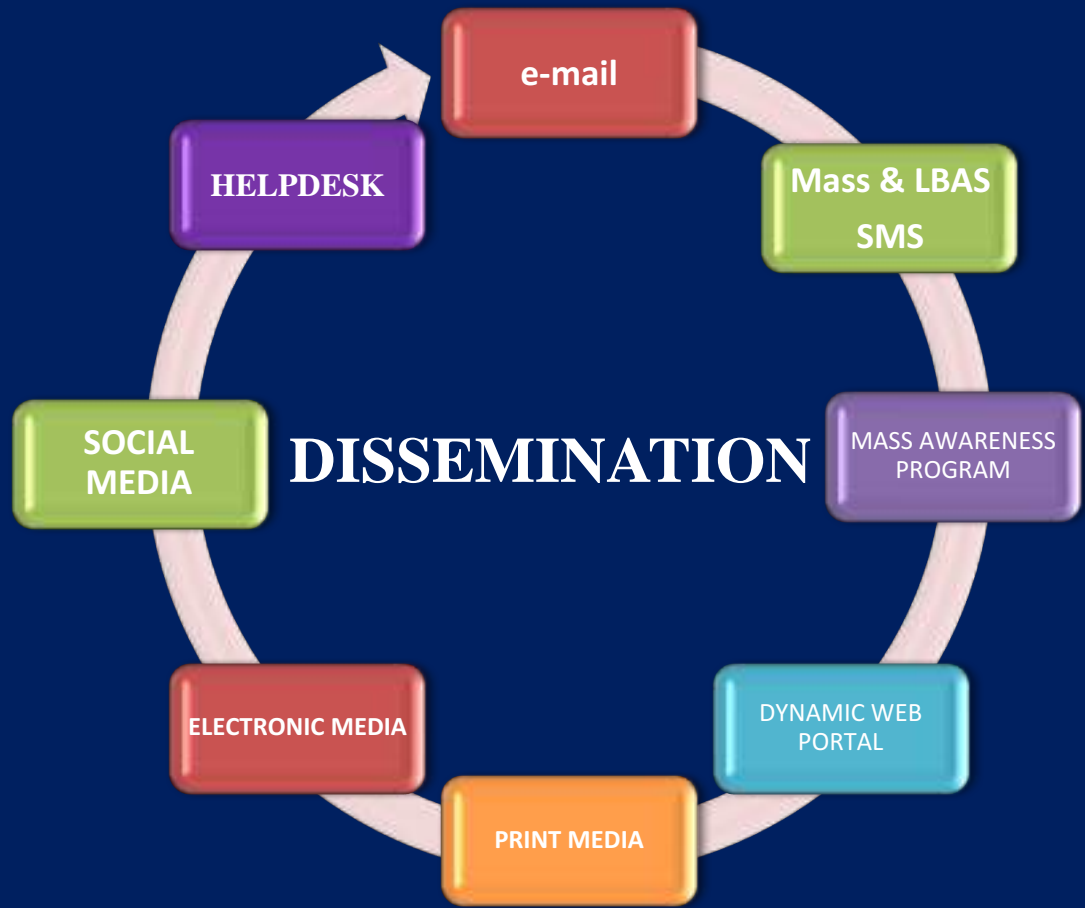 e-mail
Mass & LBAS
SMS
MASS AWARENESS
PROGRAM
DYNAMIC WEB
PORTAL
PRINT MEDIA
ELECTRONIC MEDIA
SOCIAL
MEDIA
HELPDESK
DISSEMINATION